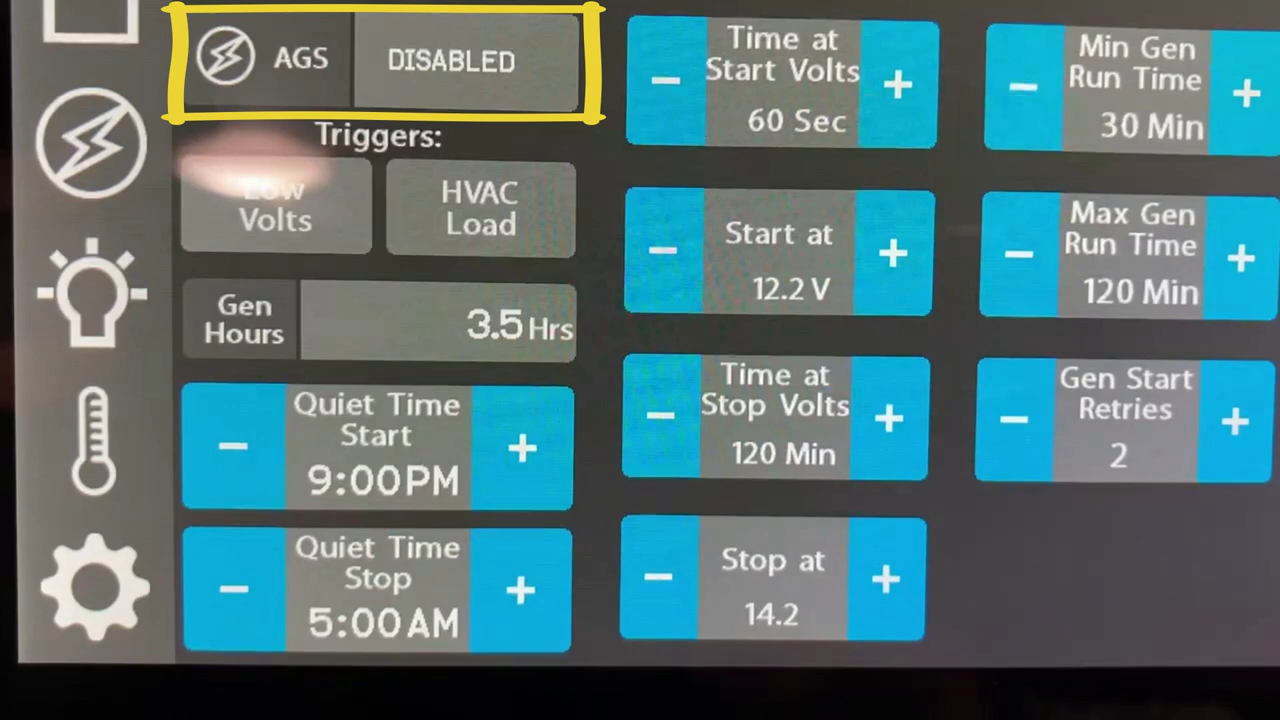 AGS
DISABLED
Triggers:
Low
Volts
HVAC
Load
Gen
Hours
3.5 Hrs
Quiet Time
Start
9:00PM
Quiet Time
Stop
5:00AM
Time at
Start Volts
60 Sec
Start at
12.2 V
Time at
Stop Volts
120 Min
Stop at
14.2
Min Gen
Run Time
30 Min
Max Gen
Run Time
120 Min
Gen Start
Retries
2